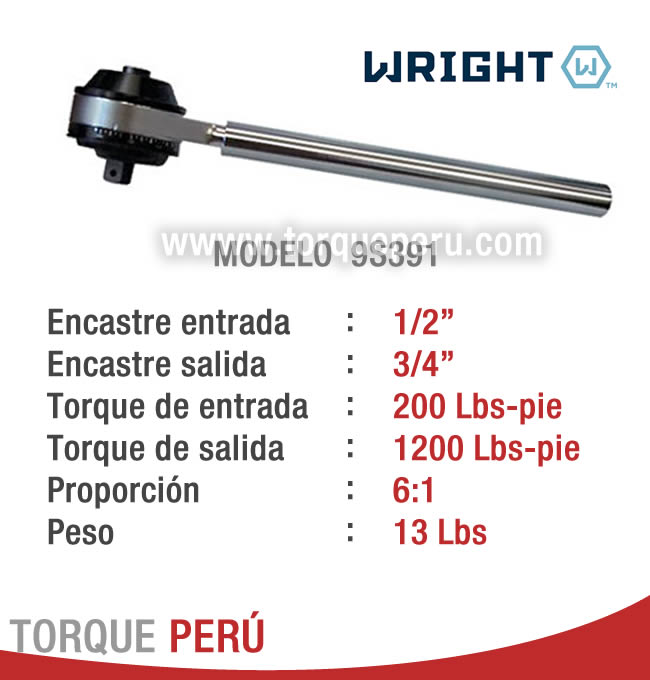 WRIGHT W ™
www.torqueperu.com
MODELO 9S391
Encastre entrada : 1/2”
Encastre salida : 3/4”
Torque de entrada : 200 Lbs-pie
Torque de salida : 1200 Lbs-pie
Proporción : 6:1
Peso : 13 Lbs
TORQUE PERÚ